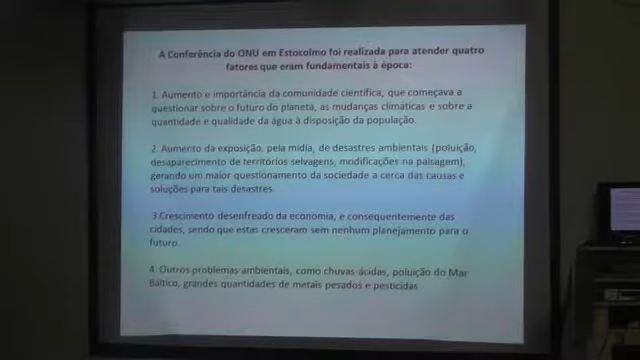 A Conferência do ONU em Estocolmo foi realizada para atender quatro
fatores que eram fundamentais à época:
1. Aumento e importância da comunidade científica, que começava a
questionar sobre o futuro do planeta, as mudanças climáticas e sobre a
quantidade e qualidade da água à disposição da população.
2. Aumento da exposição, pela mídia, de desastres ambientais (poluição,
desaparecimento de territórios selvagens, modificações na paisagem),
gerando um maior questionamento da sociedade a cerca das causas e
soluções para tais desastres.
3.Crescimento desenfreado da economia, e consequentemente das
cidades, sendo que estas cresceram sem nenhum planejamento para o
futuro.
4. Outros problemas ambientais, como chuvas ácidas, poluição do Mar
Báltico, grandes quantidades de metais pesados e pesticidas